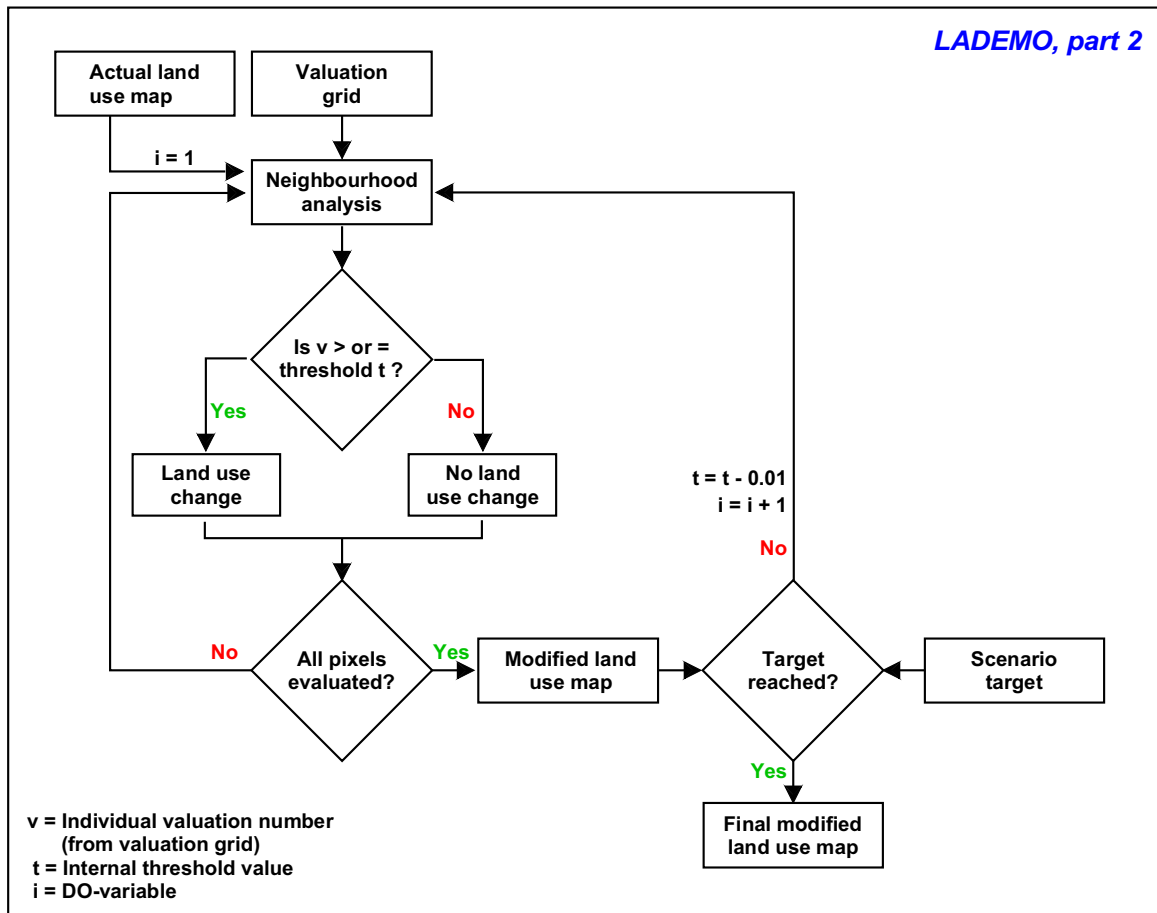 LADEMO, part 2
Actual land
use map
Valuation
grid
i = 1
Neighbourhood
analysis
Is v > or =
threshold t ?
Yes
No
Land use
change
No land
use change
t = t - 0.01
i = i + 1
No
No
All pixels
evaluated?
Yes
Modified land
use map
Target
reached?
Scenario
target
Yes
Final modified
land use map
v = Individual valuation number
(from valuation grid)
t = Internal threshold value
i = DO-variable